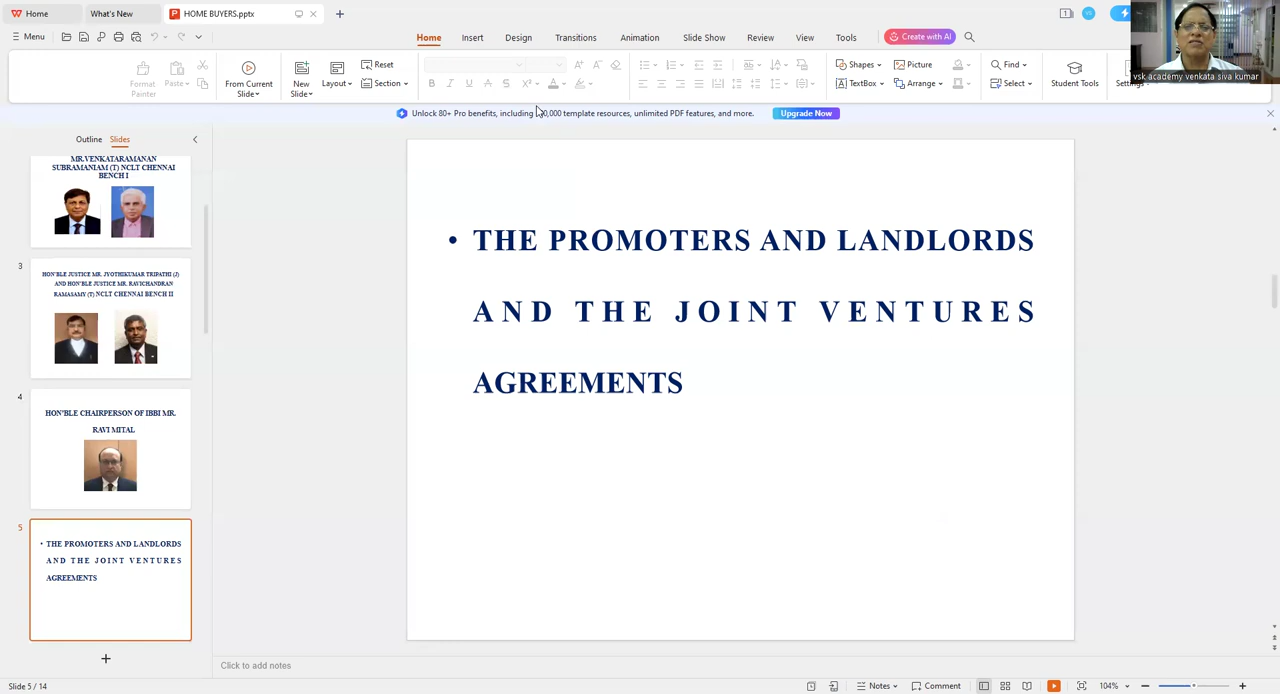 Home
What's New
HOME BUYERS.pptx
Menu
Home
Insert
Design
Transitions
Animation
Slide Show
Review
View
Tools
Create with AI
Format Painter
Paste
From Current Slide
New Slide
Layout
Reset
Section
Shapes
Picture
TextBox
Arrange
Find
Select
Student Tools
Settings
vsk academy venkata siva kumar
Unlock 80+ Pro benefits, including 0,000 template resources, unlimited PDF features, and more.
Upgrade Now
Outline
Slides
MR.VENKATARAMANAN
SUBRAMANIAM (T) NCLT CHENNAI
BENCH I
3
HON'BLE JUSTICE MR. JYOTHIKUMAR TRIPATHI (J)
AND HON'BLE JUSTICE MR. RAVICHANDRAN
RAMASAMY (T) NCLT CHENNAI BENCH II
4
HON'BLE CHAIRPERSON OF IBBI MR.
RAVI MITAL
5
• THE PROMOTERS AND LANDLORDS
AND THE JOINT VENTURES
AGREEMENTS
• THE PROMOTERS AND LANDLORDS
AND THE JOINT VENTURES
AGREEMENTS
Click to add notes
Slide 5 / 14
Notes
Comment
104%